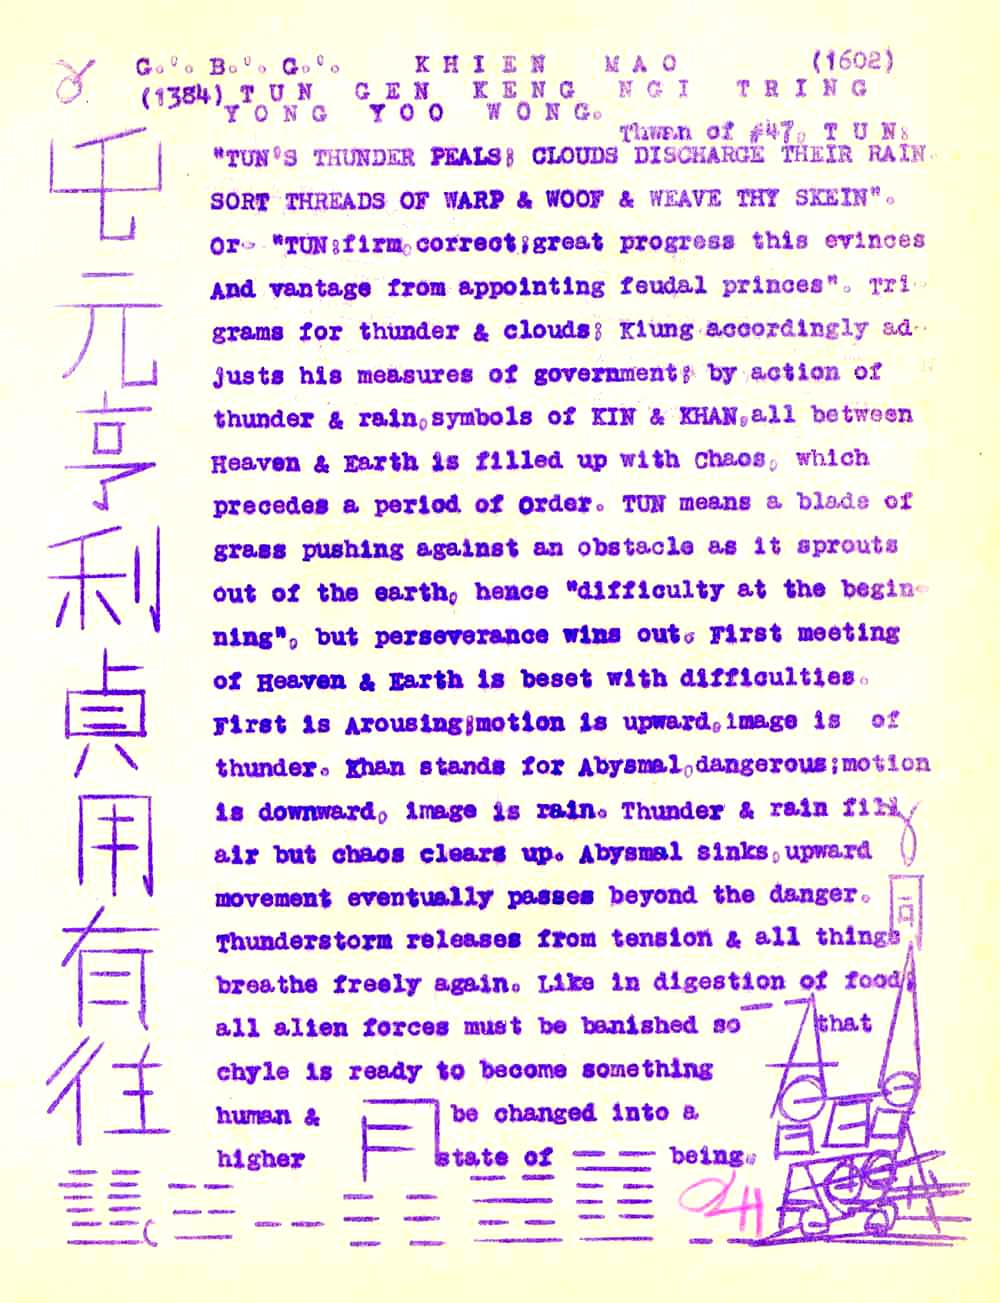 G.'. B.'. G.'. KHIEN MAO (1602)
(1384) TUN GEN KENG NGI TRING
YONG YOO WONG.
Thwan of #47, TUN:
"TUN'S THUNDER PEALS; CLOUDS DISCHARGE THEIR RAIN
SORT THREADS OF WARP & WOOF & WEAVE THY SKEIN".
Or- "TUN:firm,correct;great progress this evinces
And vantage from appointing feudal princes". Tri-
grams for thunder & clouds; Kiung accordingly ad-
justs his measures of government; by action of
thunder & rain,symbols of KIN & KHAN,all between
Heaven & Earth is filled up with Chaos, which
precedes a period of Order. TUN means a blade of
grass pushing against an obstacle as it sprouts
out of the earth, hence "difficulty at the begin-
ning", but perseverance wins out. First meeting
of Heaven & Earth is beset with difficulties.
First is Arousing;motion is upward,image is of
thunder. Khan stands for Abysmal,dangerous;motion
is downward, image is rain. Thunder & rain fill
air but chaos clears up. Abysmal sinks,upward
movement eventually passes beyond the danger.
Thunderstorm releases from tension & all things
breathe freely again. Like in digestion of food;
all alien forces must be banished so that
chyle is ready to become something
human & be changed into a
higher state of being.
屯
元
亨
利
貞
用
有
往